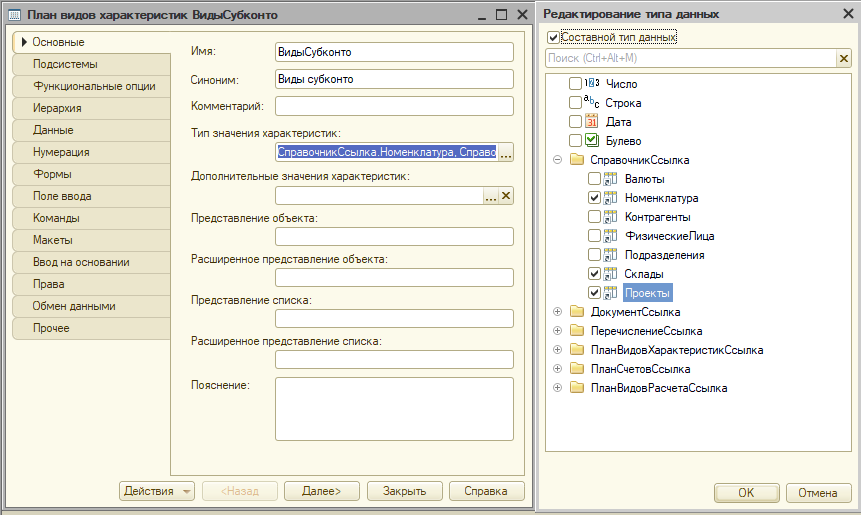 План видов характеристик ВидыСубконто
Основные
Подсистемы
Функциональные опции
Иерархия
Данные
Нумерация
Формы
Поле ввода
Команды
Макеты
Ввод на основании
Права
Обмен данными
Прочее
Имя:
ВидыСубконто
Синоним:
Виды субконто
Комментарий:
Тип значения характеристик:
СправочникСсылка.Номенклатура, Справо
...
Дополнительные значения характеристик:
...
Представление объекта:
Расширенное представление объекта:
Представление списка:
Расширенное представление списка:
Пояснение:
Действия
<Назад
Далее>
Закрыть
Справка
Редактирование типа данных
Составной тип данных
Поиск (Ctrl+Alt+M)
Число
Строка
Дата
Булево
СправочникСсылка
Валюты
Номенклатура
Контрагенты
ФизическиеЛица
Подразделения
Склады
Проекты
ДокументСсылка
ПеречислениеСсылка
ПланВидовХарактеристикСсылка
ПланСчетовСсылка
ПланВидовРасчетаСсылка
OK
Отмена